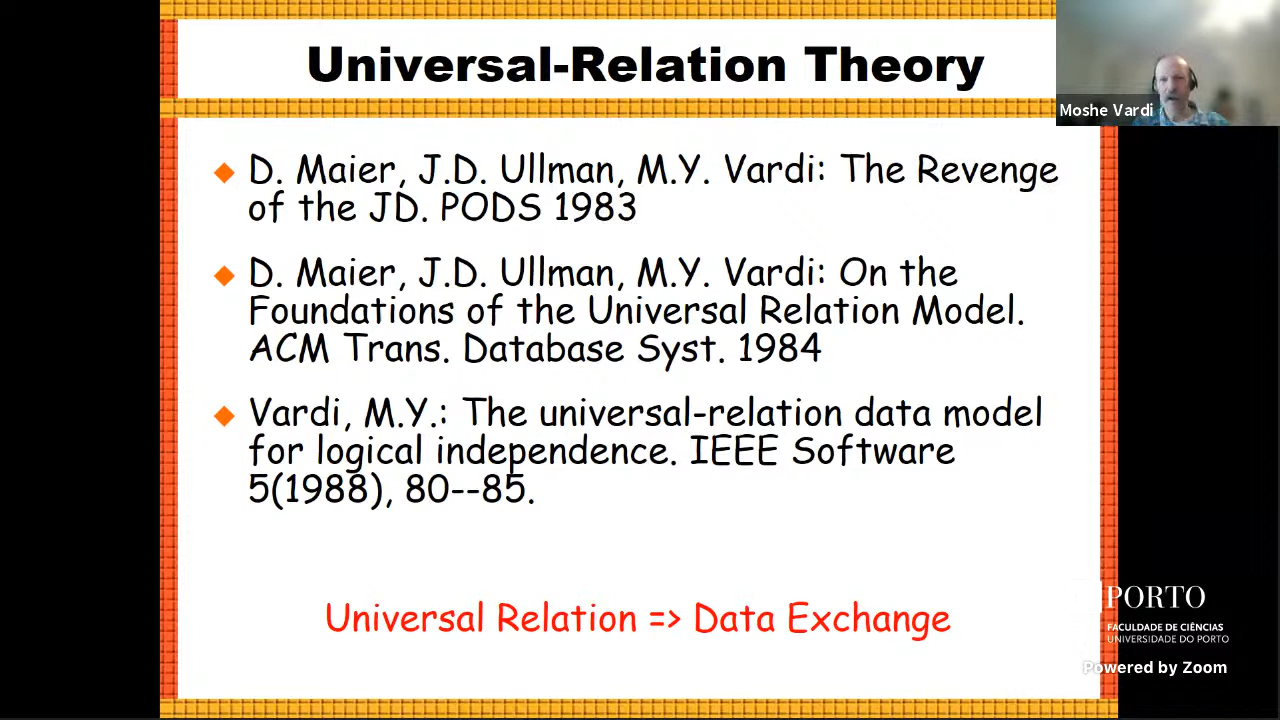 Universal-Relation Theory
Moshe Vardi
D. Maier, J.D. Ullman, M.Y. Vardi: The Revenge
of the JD. PODS 1983
D. Maier, J.D. Ullman, M.Y. Vardi: On the
Foundations of the Universal Relation Model.
ACM Trans. Database Syst. 1984
Vardi, M.Y.: The universal-relation data model
for logical independence. IEEE Software
5(1988), 80--85.
Universal Relation => Data Exchange
PORTO
FACULDADE DE CIÊNCIAS
UNIVERSIDADE DO PORTO
Powered by Zoom